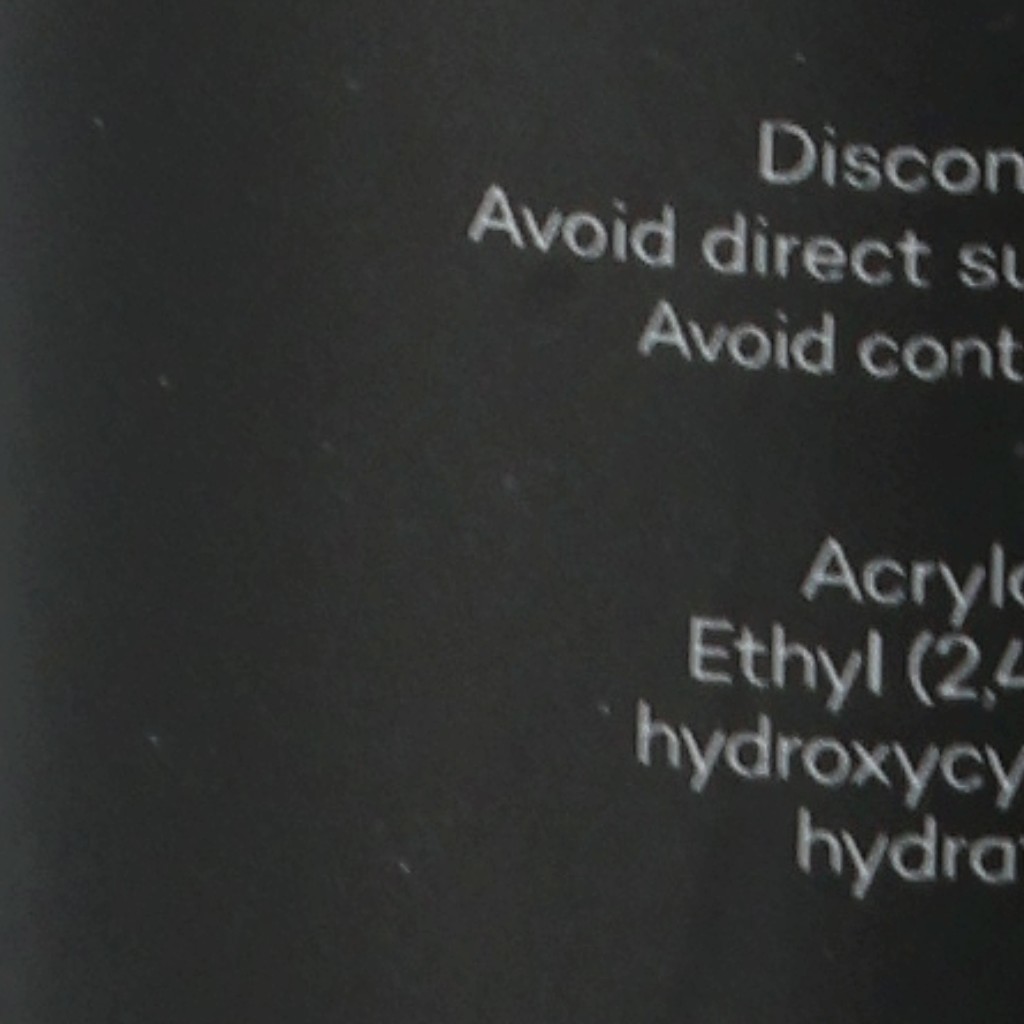 Discon
Avoid direct su
Avoid cont
Acrylo
Ethyl (2,4
hydroxycy
hydra